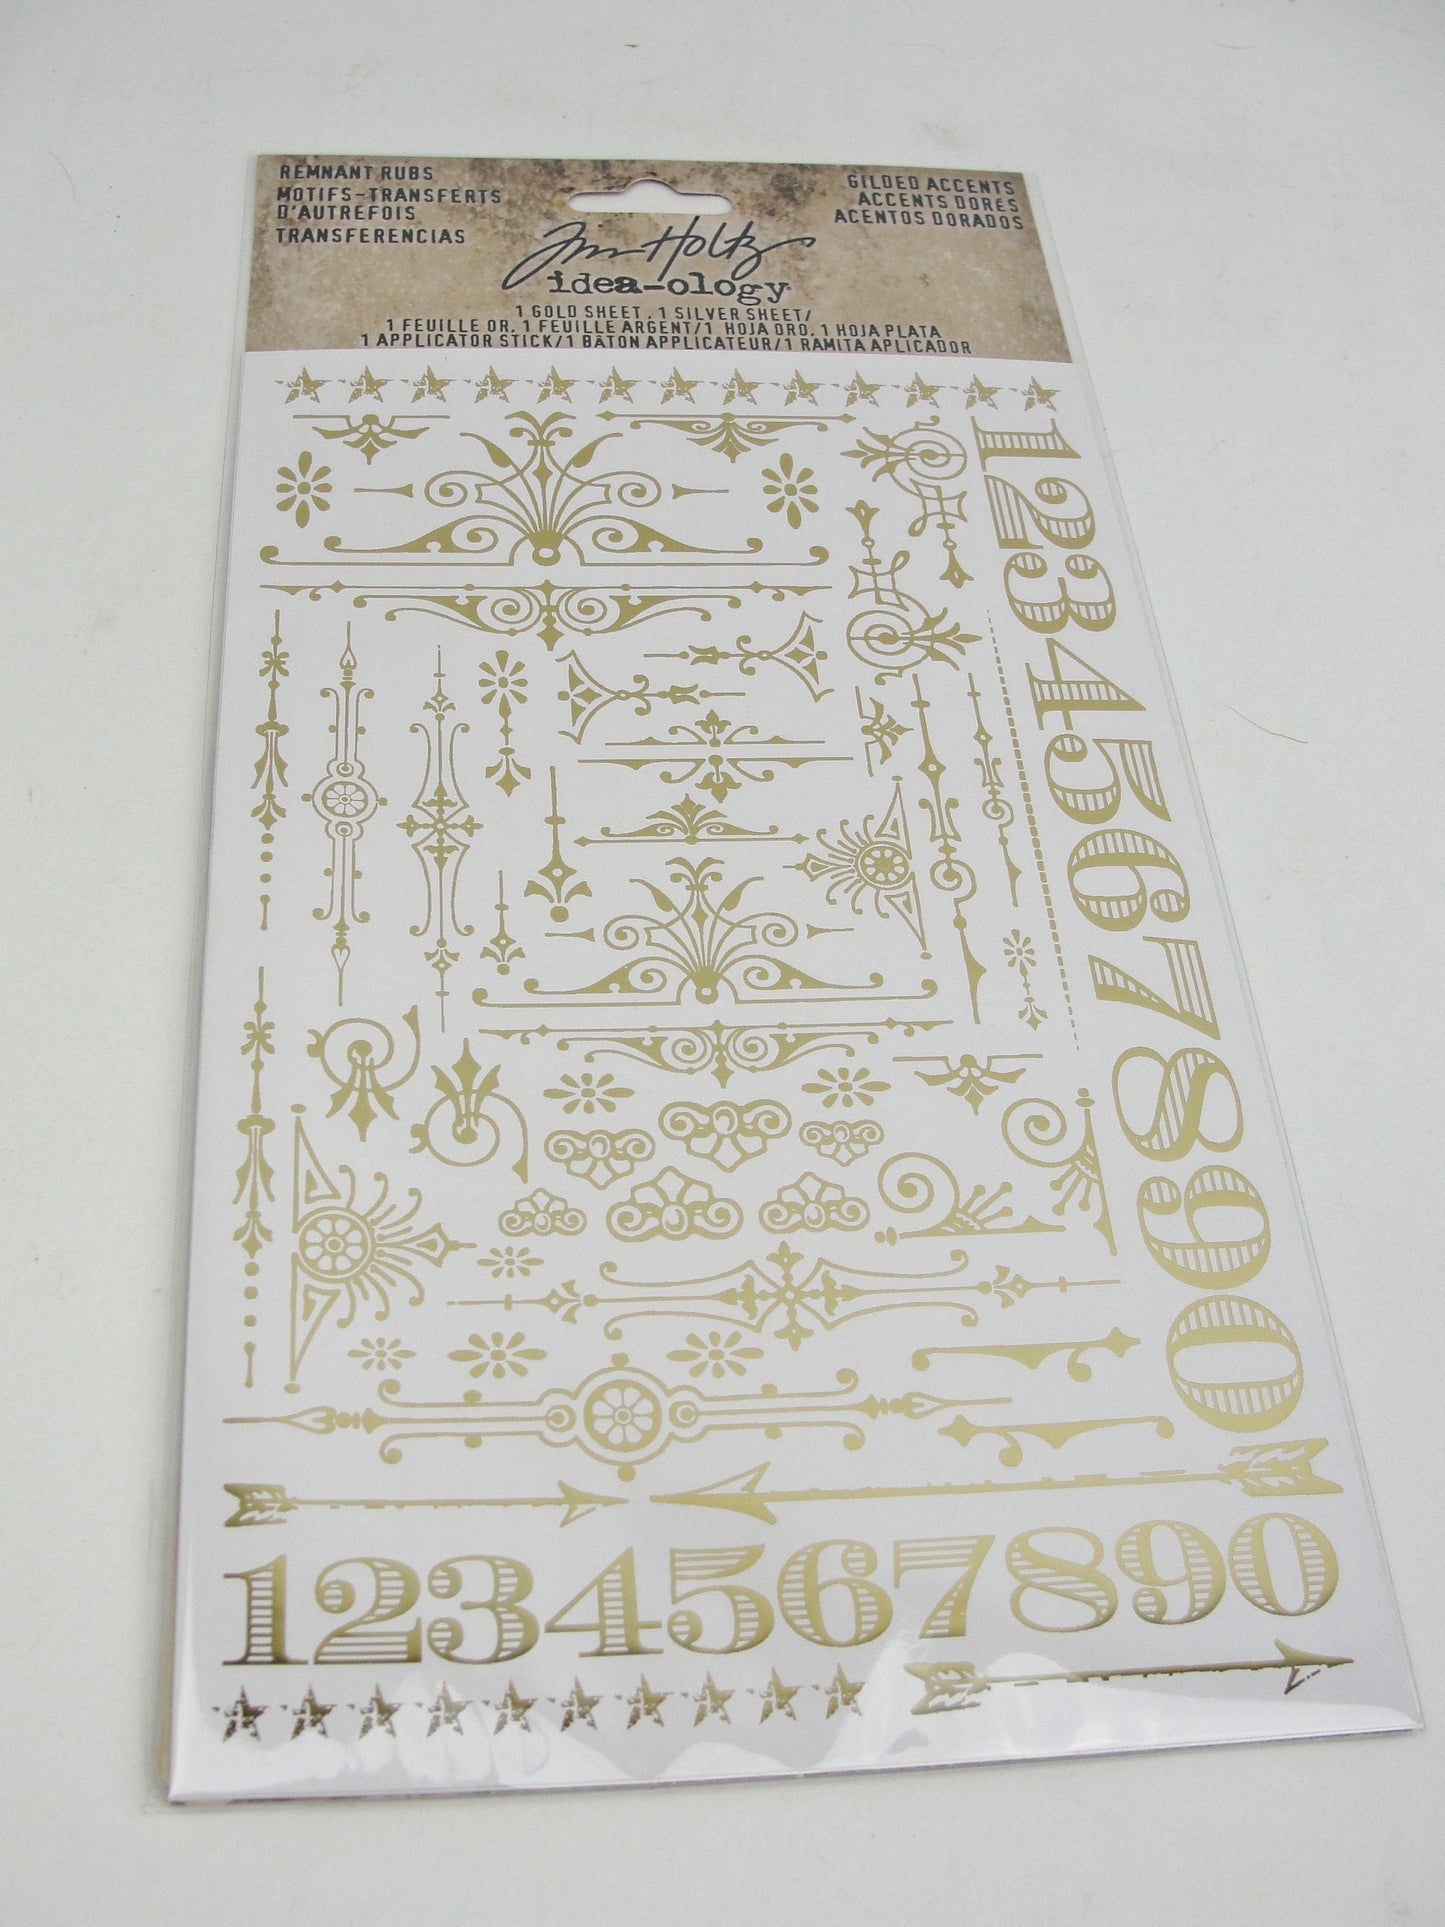 REMNANT RUBS
MOTIFS-TRANSFERTS
D'AUTREFOIS
TRANSFERENCIAS
GILDED ACCENTS
ACCENTS DORES
ACENTOS DORADOS
Tim Holtz
idea-ology
1 GOLD SHEET, 1 SILVER SHEET/
1 FEUILLE OR, 1 FEUILLE ARGENT/1 HOJA ORO, 1 HOJA PLATA
1 APPLICATOR STICK/1 BÂTON APPLICATEUR/1 RAMITA APLICADOR
1234567890
1234567890